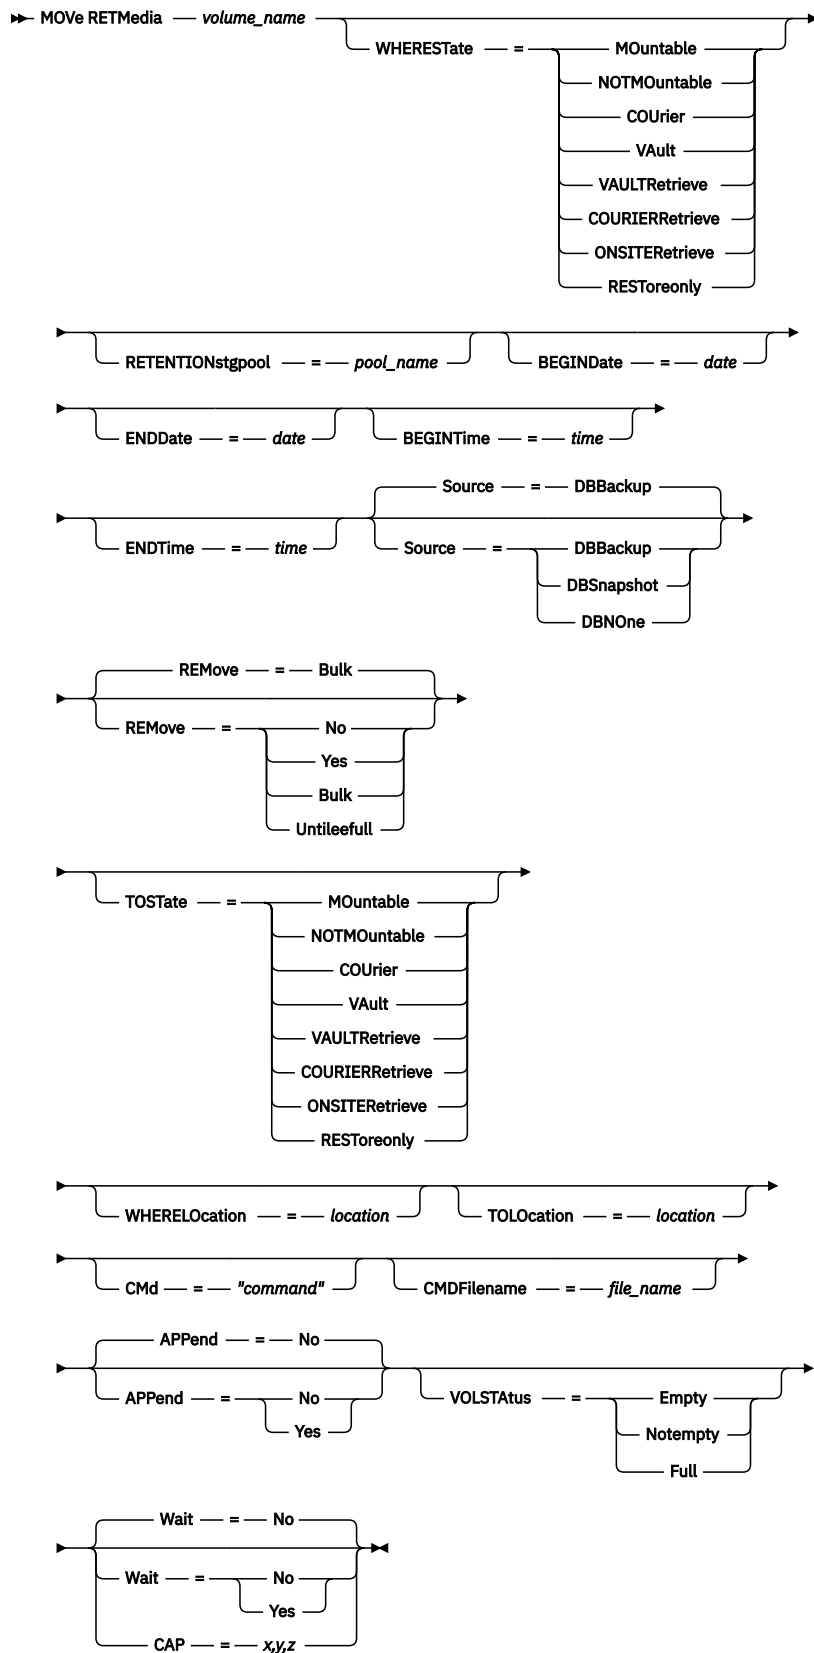 MOVe RETMedia volume_name
WHERESTate = MOuntable
NOTMOuntable
COUrier
VAult
VAULTRetrieve
COURIERRetrieve
ONSITERetrieve
RESToreonly
RETENTIONstgpool = pool_name BEGINDate = date
ENDDate = date BEGINTime = time
Source = DBBackup
ENDTime = time Source = DBBackup
DBSnapshot
DBNOne
REMove = Bulk
REMove = No
Yes
Bulk
Untileefull
TOSTate = MOuntable
NOTMOuntable
COUrier
VAult
VAULTRetrieve
COURIERRetrieve
ONSITERetrieve
RESToreonly
WHERELOcation = location TOLOcation = location
CMd = "command" CMDFilename = file_name
APPend = No
APPend = No VOLSTAtus = Empty
Yes Notempty
Full
Wait = No
Wait = No
Yes
CAP = x,y,z